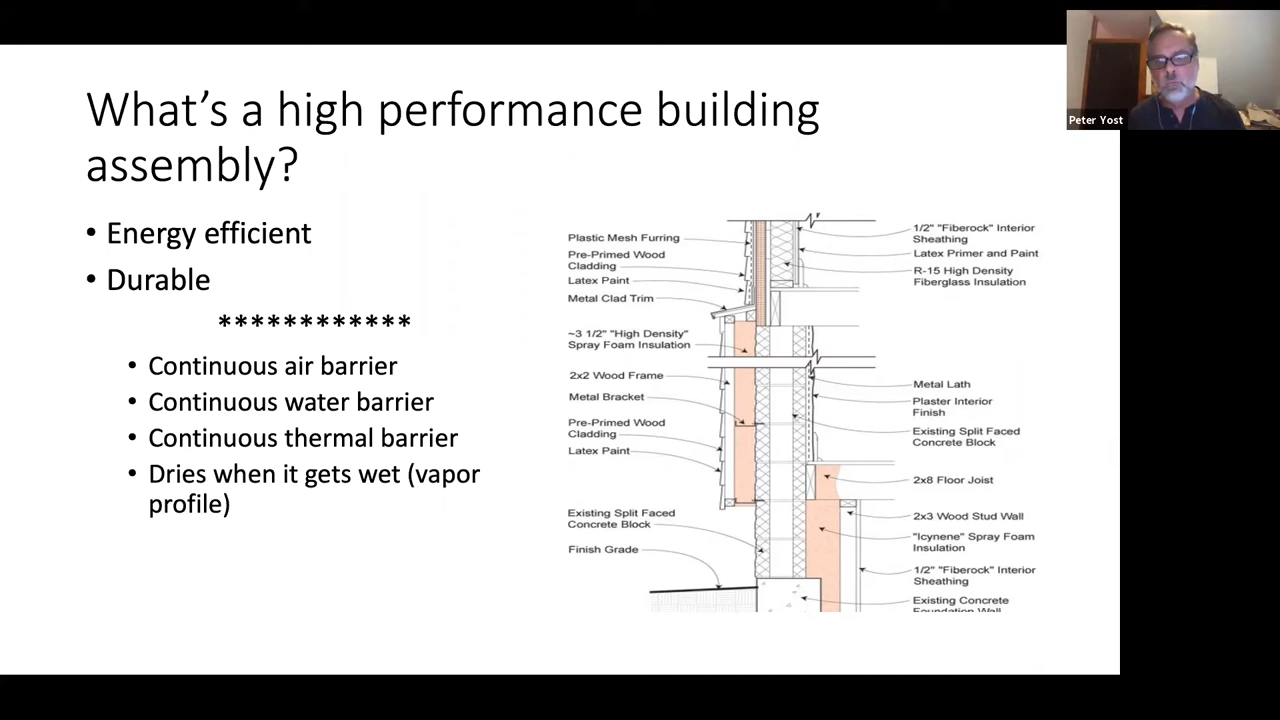 What's a high performance building
assembly?
• Energy efficient
• Durable
************
• Continuous air barrier
• Continuous water barrier
• Continuous thermal barrier
• Dries when it gets wet (vapor
profile)
Plastic Mesh Furring
Pre-Primed Wood
Cladding
Latex Paint
Metal Clad Trim
~3 1/2" "High Density"
Spray Foam Insulation
2x2 Wood Frame
Metal Bracket
Pre-Primed Wood
Cladding
Latex Paint
Existing Split Faced
Concrete Block
Finish Grade
1/2" "Fiberock" Interior
Sheathing
Latex Primer and Paint
R-15 High Density
Fiberglass Insulation
Metal Lath
Plaster Interior
Finish
Existing Split Faced
Concrete Block
2x8 Floor Joist
2x3 Wood Stud Wall
"Icynene" Spray Foam
Insulation
1/2" "Fiberock" Interior
Sheathing
Existing Concrete
Foundation Wall
Peter Yost